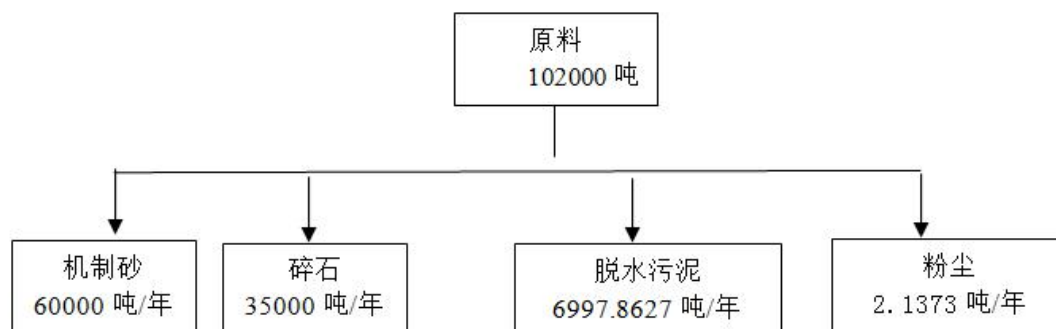 原料
102000 吨
机制砂
60000 吨/年
碎石
35000 吨/年
脱水污泥
6997.8627 吨/年
粉尘
2.1373 吨/年